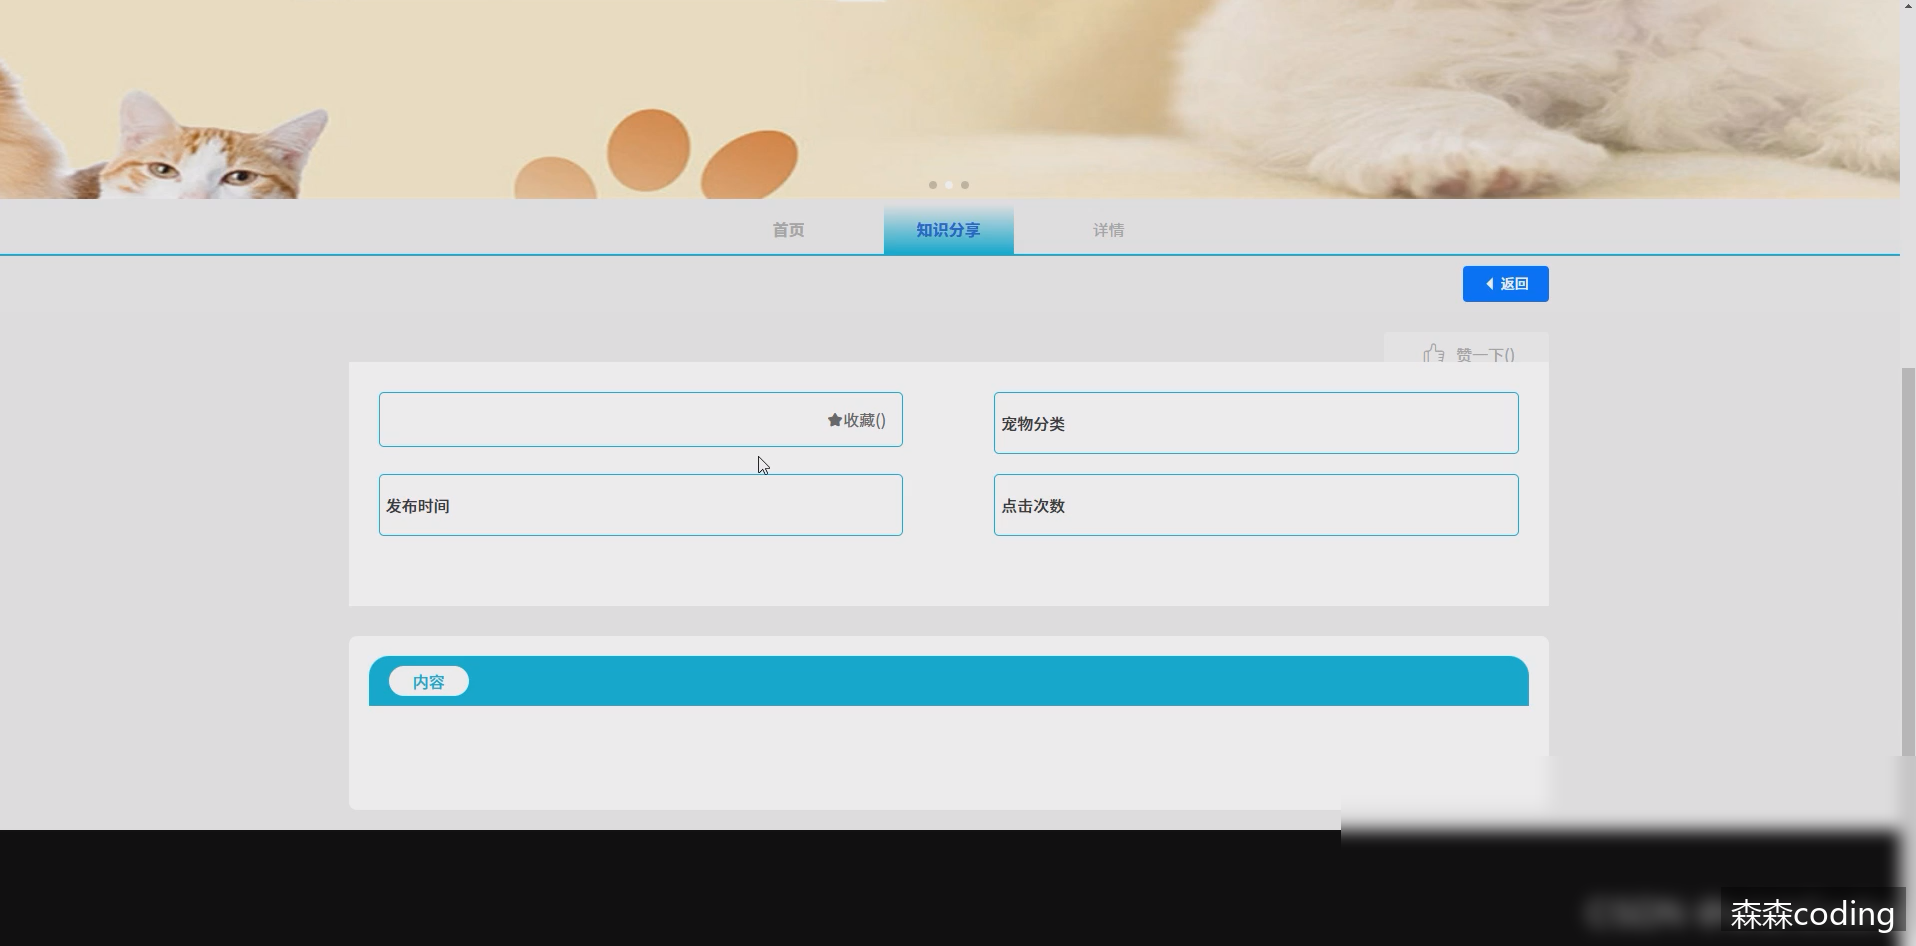 首页 知识分享 详情
返回
赞一下()
收藏()
宠物分类
发布时间
点击次数
内容
森森coding